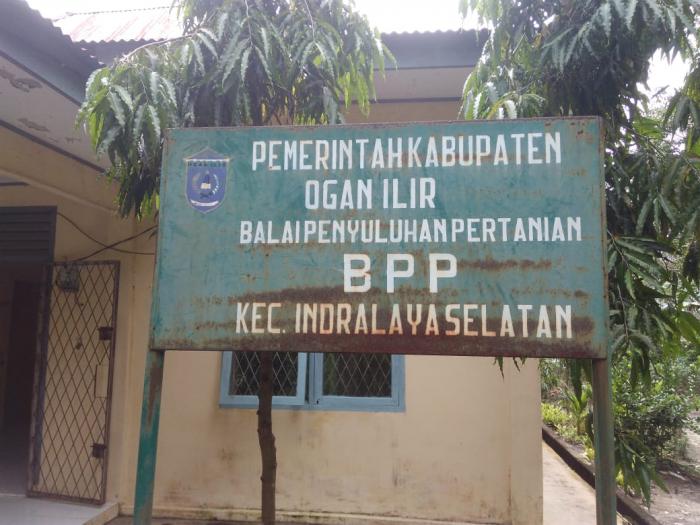 PEMERINTAH KABUPATEN
OGAN ILIR
BALAI PENYULUHAN PERTANIAN
BPP
KEC. INDRALAYA SELATAN